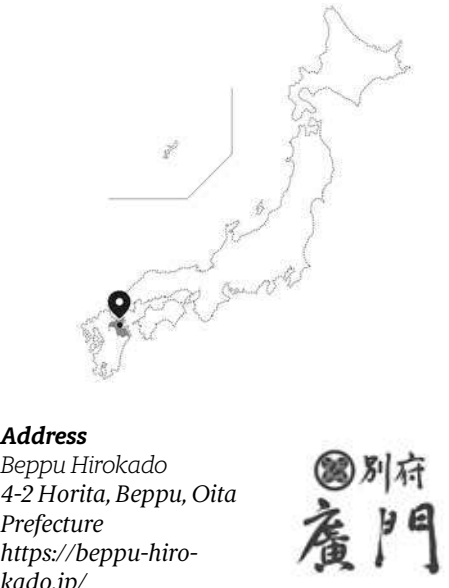 Address
Beppu Hirokado
4-2 Horita, Beppu, Oita
Prefecture
https://beppu-hiro-
kado.jp/
別府
廣門